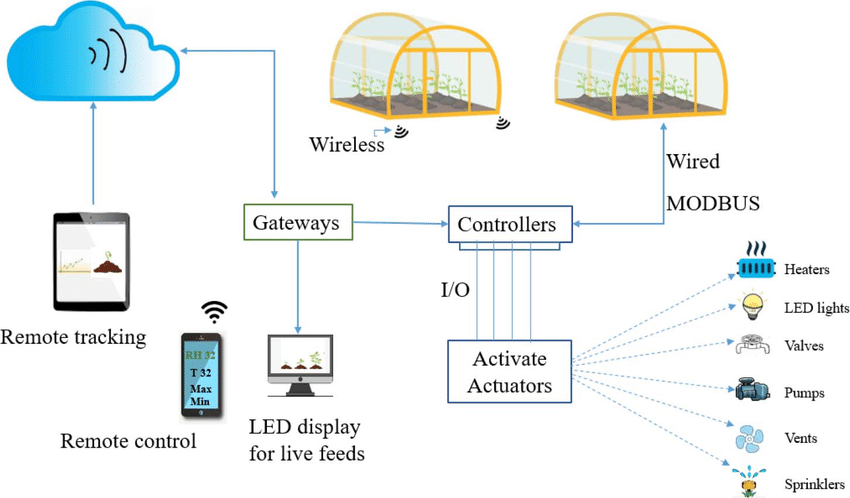 Wireless
Wired
MODBUS
Gateways
Controllers
I/O
Heaters
LED lights
Valves
Pumps
Vents
Sprinklers
Activate
Actuators
Remote tracking
RH 32
T 32
Max
Min
Remote control
LED display
for live feeds